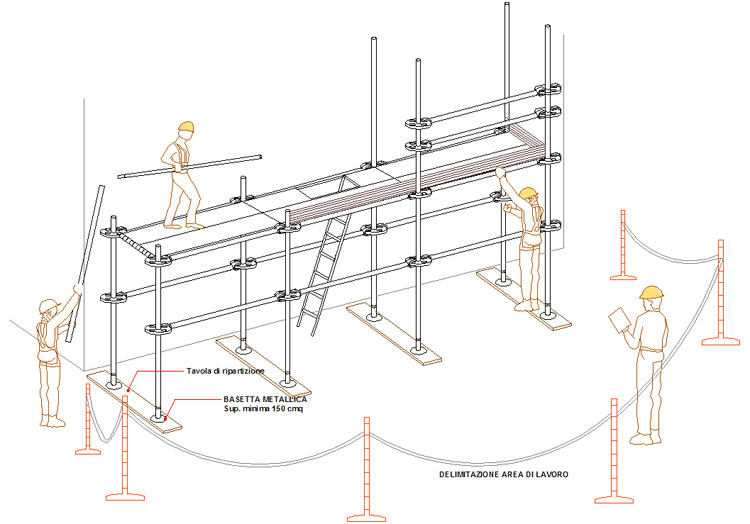 Tavola di ripartizione
BASETTA METALLICA
Sup. minima 150 cmq
DELIMITAZIONE AREA DI LAVORO